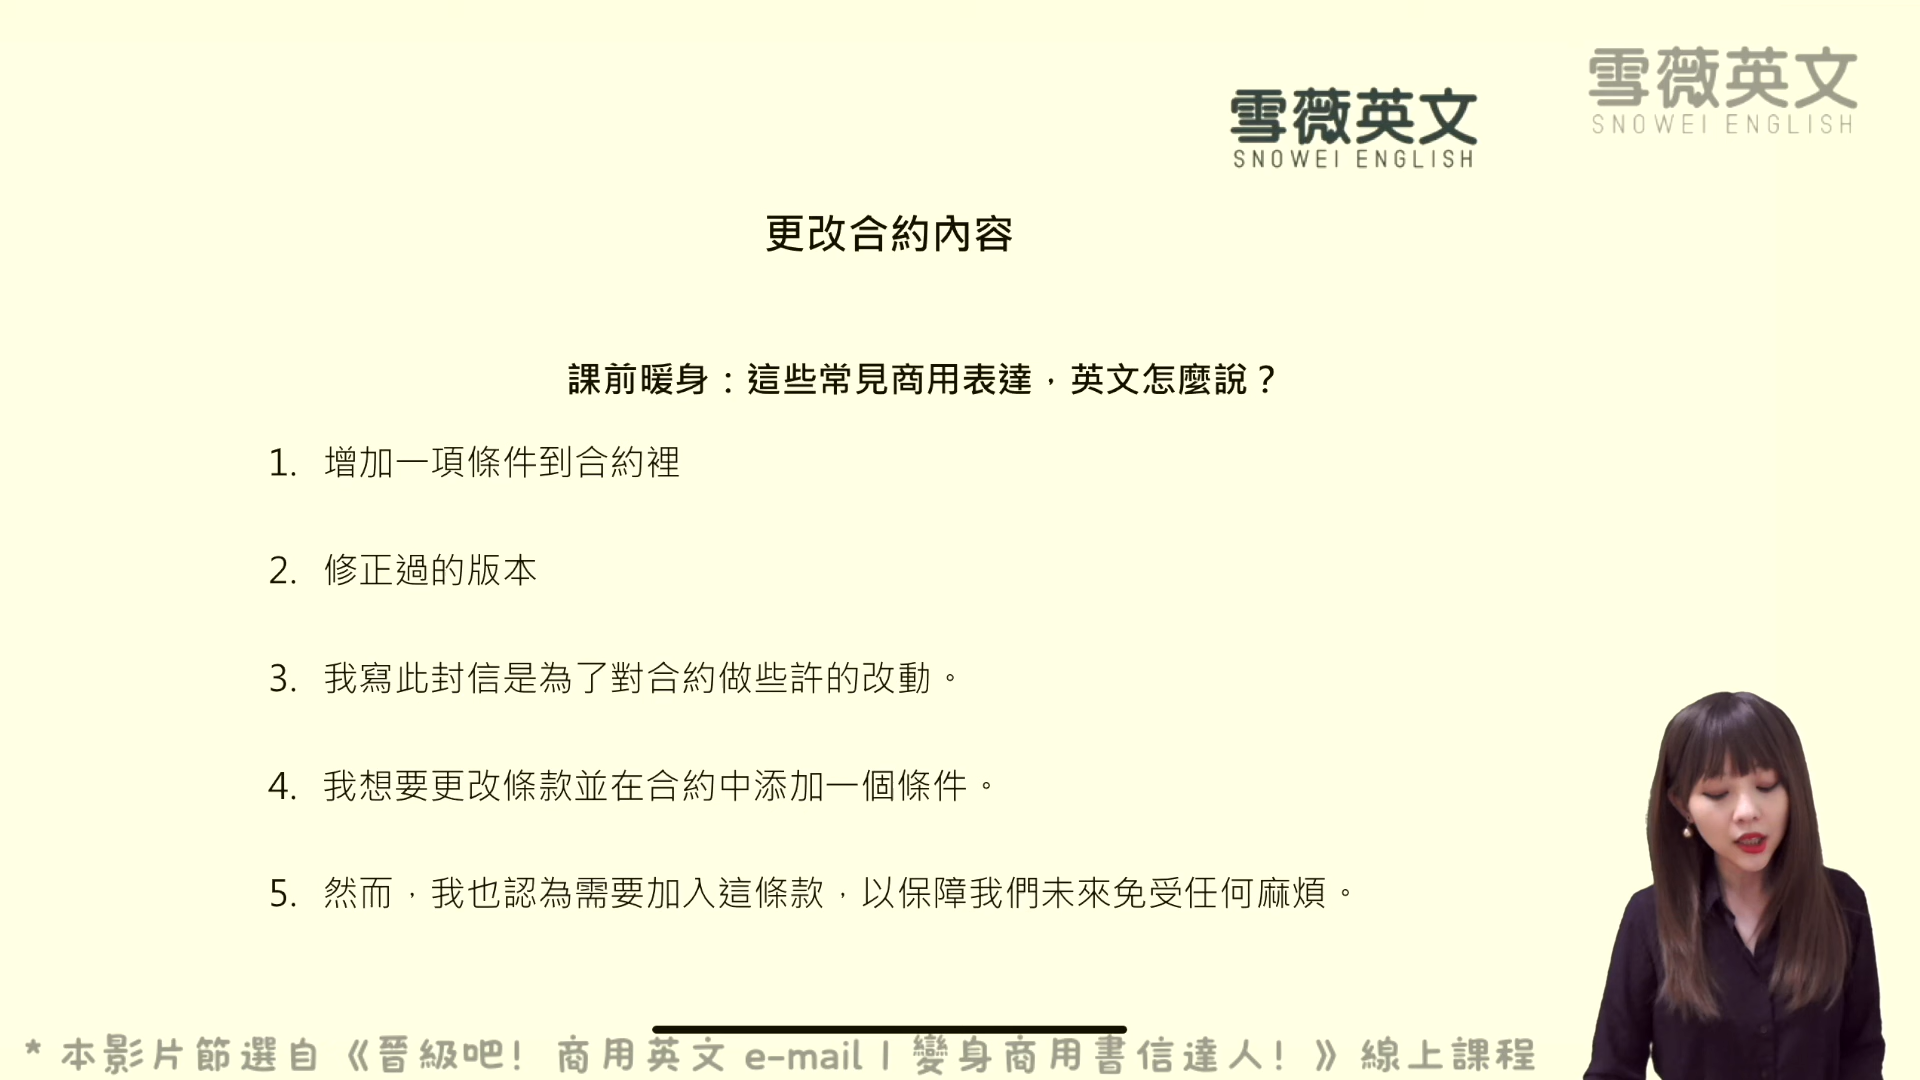 雪薇英文
SNOWEI ENGLISH
雪薇英文
SNOWEI ENGLISH
更改合約內容
課前暖身：這些常見商用表達，英文怎麼說？
1. 增加一項條件到合約裡
2. 修正過的版本
3. 我寫此封信是為了對合約做些許的改動。
4. 我想要更改條款並在合約中添加一個條件。
5. 然而，我也認為需要加入這條款，以保障我們未來免受任何麻煩。
* 本影片節選自《晉級吧！商用英文 e-mail I 變身商用書信達人！》線上課程